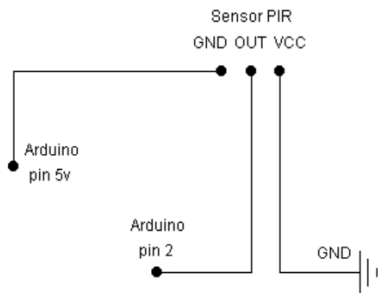 Sensor PIR
GND OUT VCC
Arduino
pin 5v
Arduino
pin 2
GND